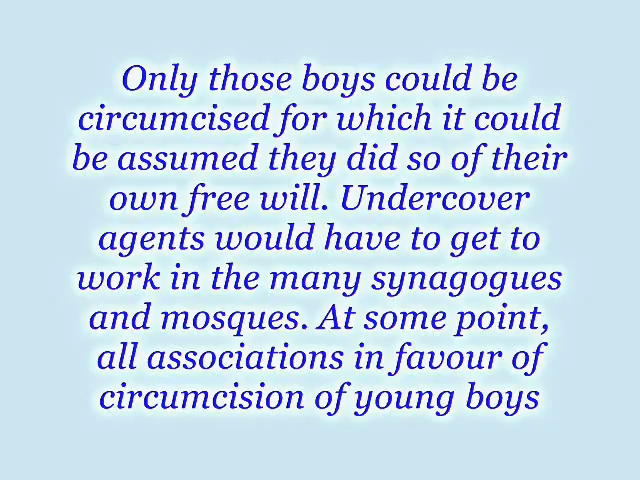 Only those boys could be
circumcised for which it could
be assumed they did so of their
own free will. Undercover
agents would have to get to
work in the many synagogues
and mosques. At some point,
all associations in favour of
circumcision of young boys